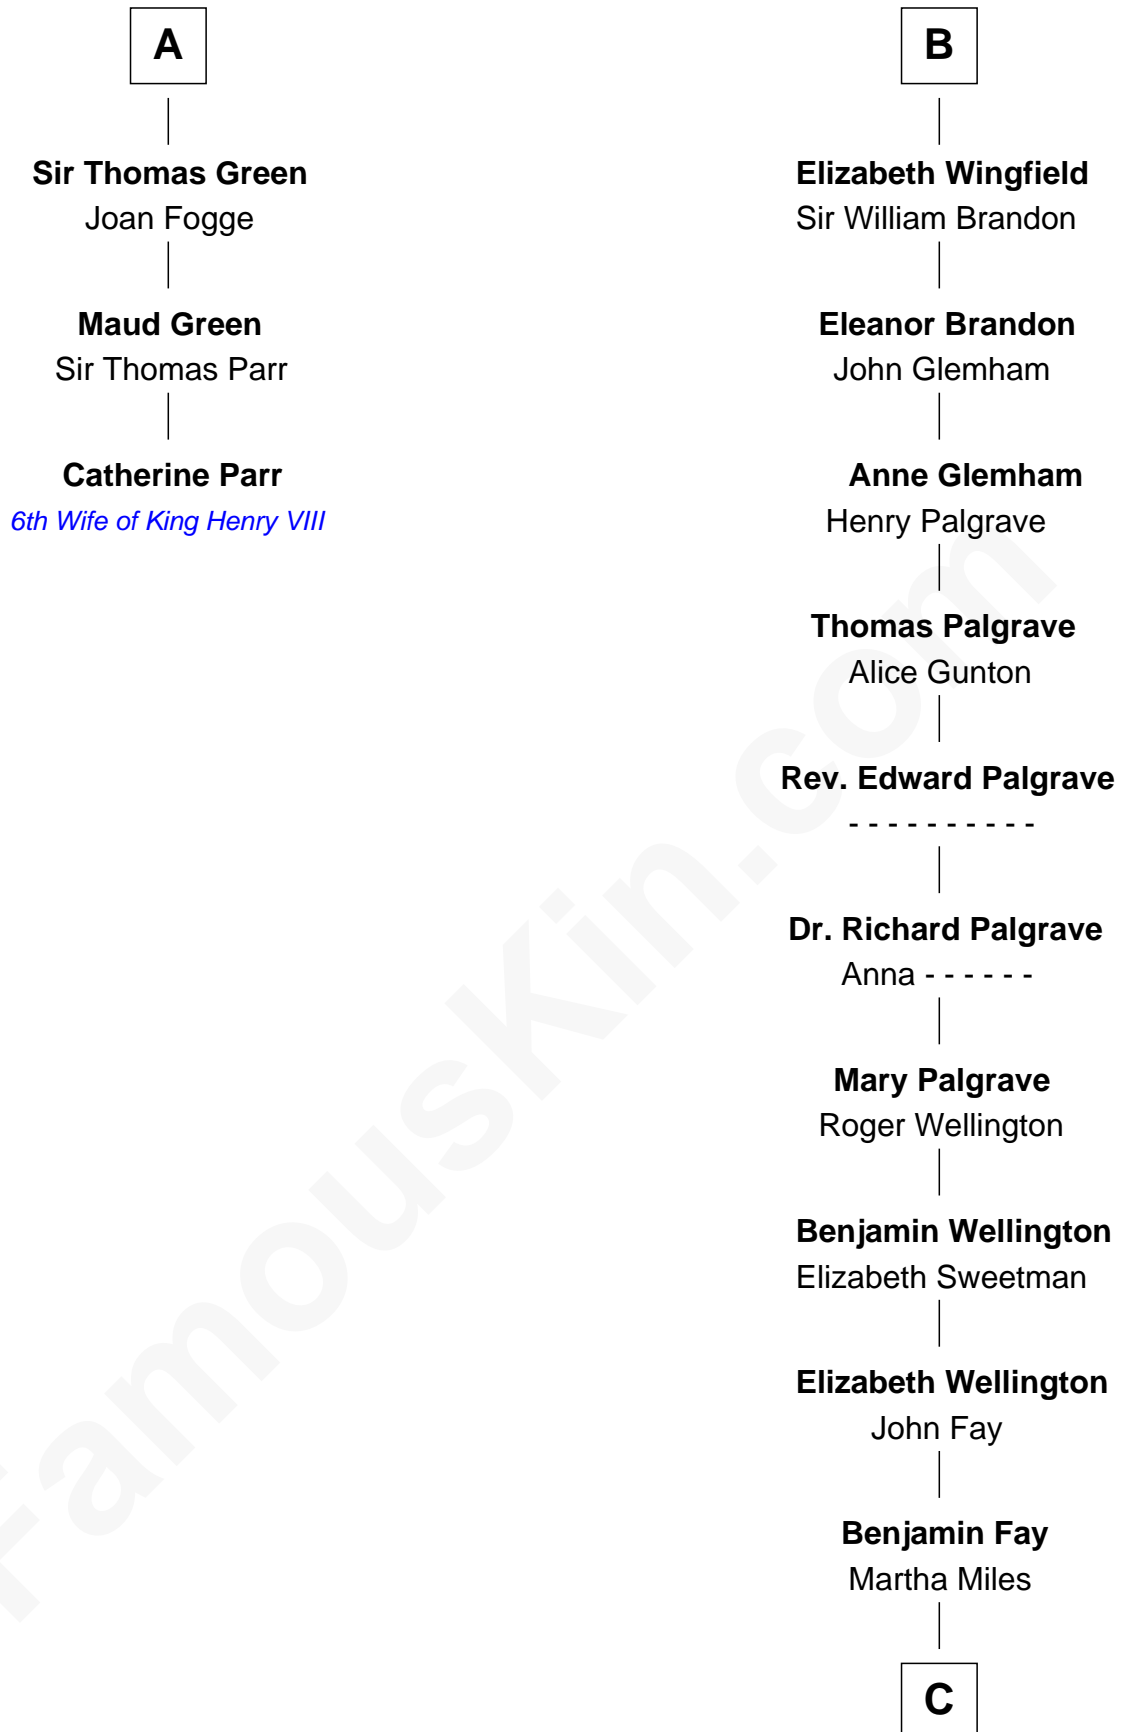 A
Sir Thomas Green
Joan Fogge
Maud Green
Sir Thomas Parr
Catherine Parr
6th Wife of King Henry VIII
B
Elizabeth Wingfield
Sir William Brandon
Eleanor Brandon
John Glemham
Anne Glemham
Henry Palgrave
Thomas Palgrave
Alice Gunton
Rev. Edward Palgrave
- - - - - - - - - -
Dr. Richard Palgrave
Anna - - - - - -
Mary Palgrave
Roger Wellington
Benjamin Wellington
Elizabeth Sweetman
Elizabeth Wellington
John Fay
Benjamin Fay
Martha Miles
C
FamousKin.com